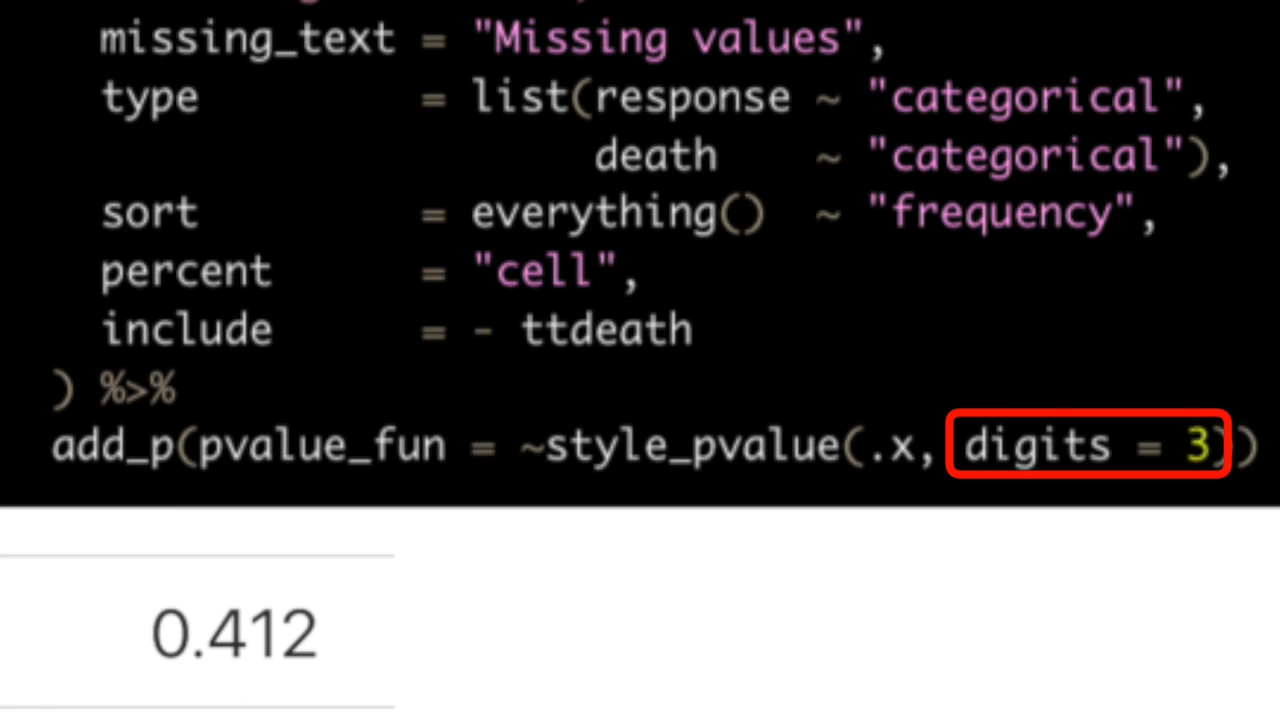 missing_text = "Missing values",
type = list(response ~ "categorical",
death ~ "categorical"),
sort = everything() ~ "frequency",
percent = "cell",
include = - ttdeath
) %>%
add_p(pvalue_fun = ~style_pvalue(.x, digits = 3))
0.412